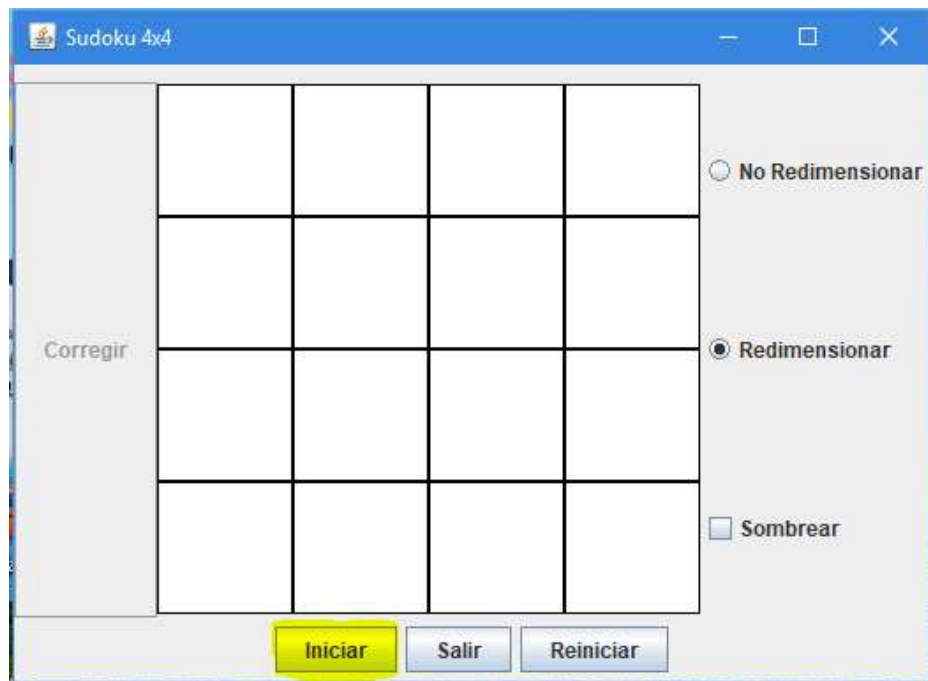 Sudoku 4x4
No Redimensionar
Corregir
Redimensionar
Sombrear
Iniciar
Salir
Reiniciar